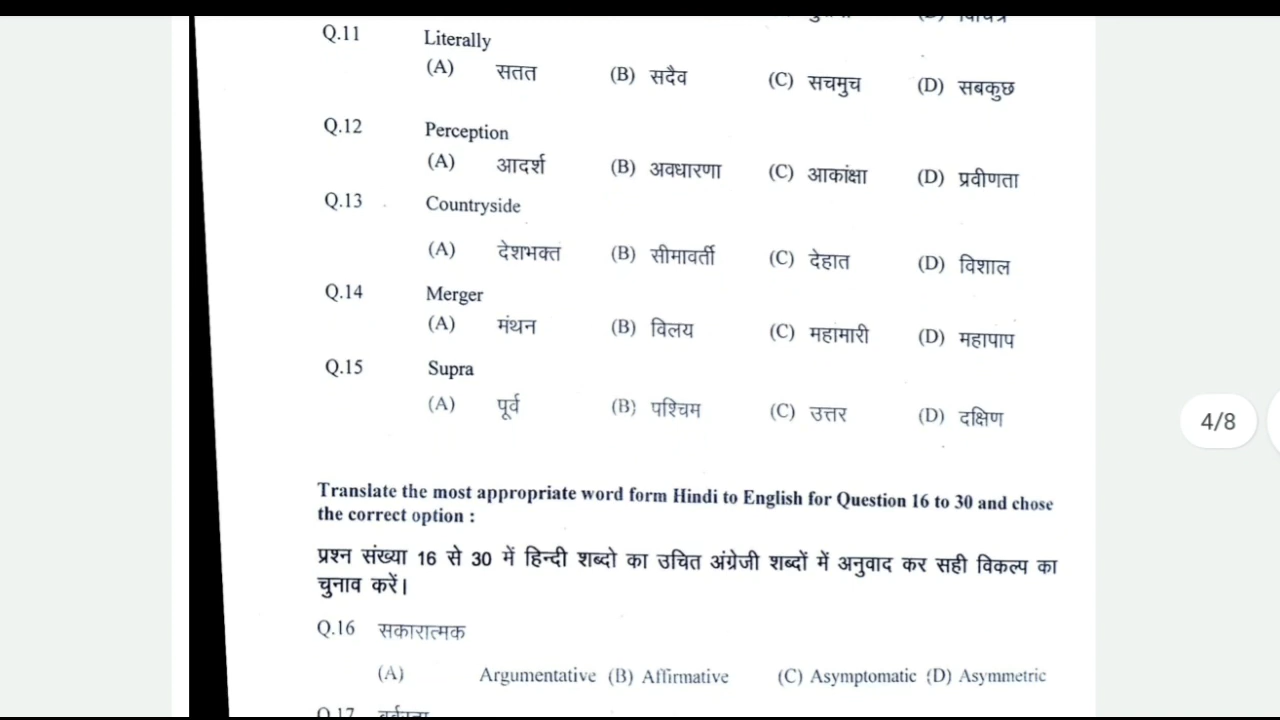 Q.11 Literally
(A) सतत (B) सदैव (C) सचमुच (D) सबकुछ
Q.12 Perception
(A) आदर्श (B) अवधारणा (C) आकांक्षा (D) प्रवीणता
Q.13 Countryside
(A) देशभक्त (B) सीमावर्ती (C) देहात (D) विशाल
Q.14 Merger
(A) मंथन (B) विलय (C) महामारी (D) महापाप
Q.15 Supra
(A) पूर्व (B) पश्चिम (C) उत्तर (D) दक्षिण
4/8
Translate the most appropriate word form Hindi to English for Question 16 to 30 and chose
the correct option :
प्रश्न संख्या 16 से 30 में हिन्दी शब्दो का उचित अंग्रेजी शब्दों में अनुवाद कर सही विकल्प का
चुनाव करें।
Q.16 सकारात्मक
(A) Argumentative (B) Affirmative (C) Asymptomatic (D) Asymmetric
Q.17